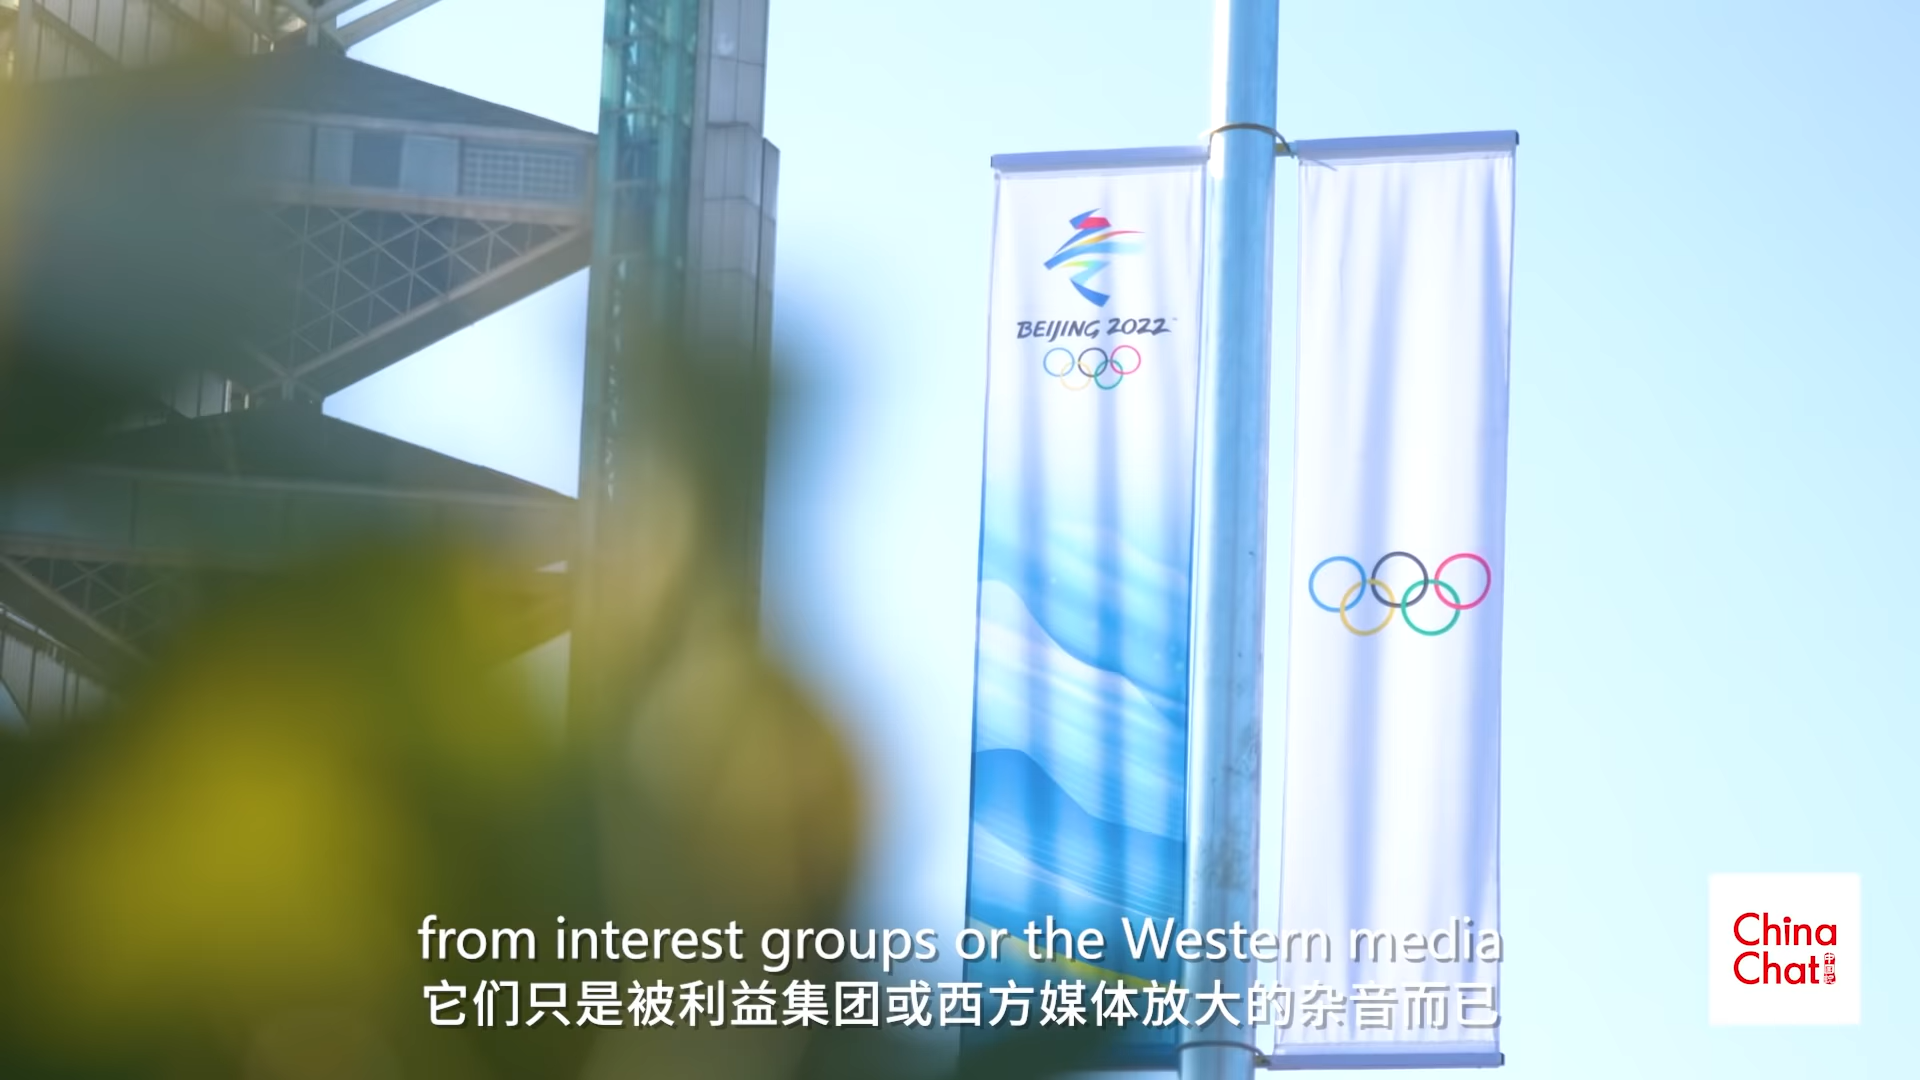 BEIJING 2022
from interest groups or the Western media
它们只是被利益集团或西方媒体放大的杂音而已
China
Chat